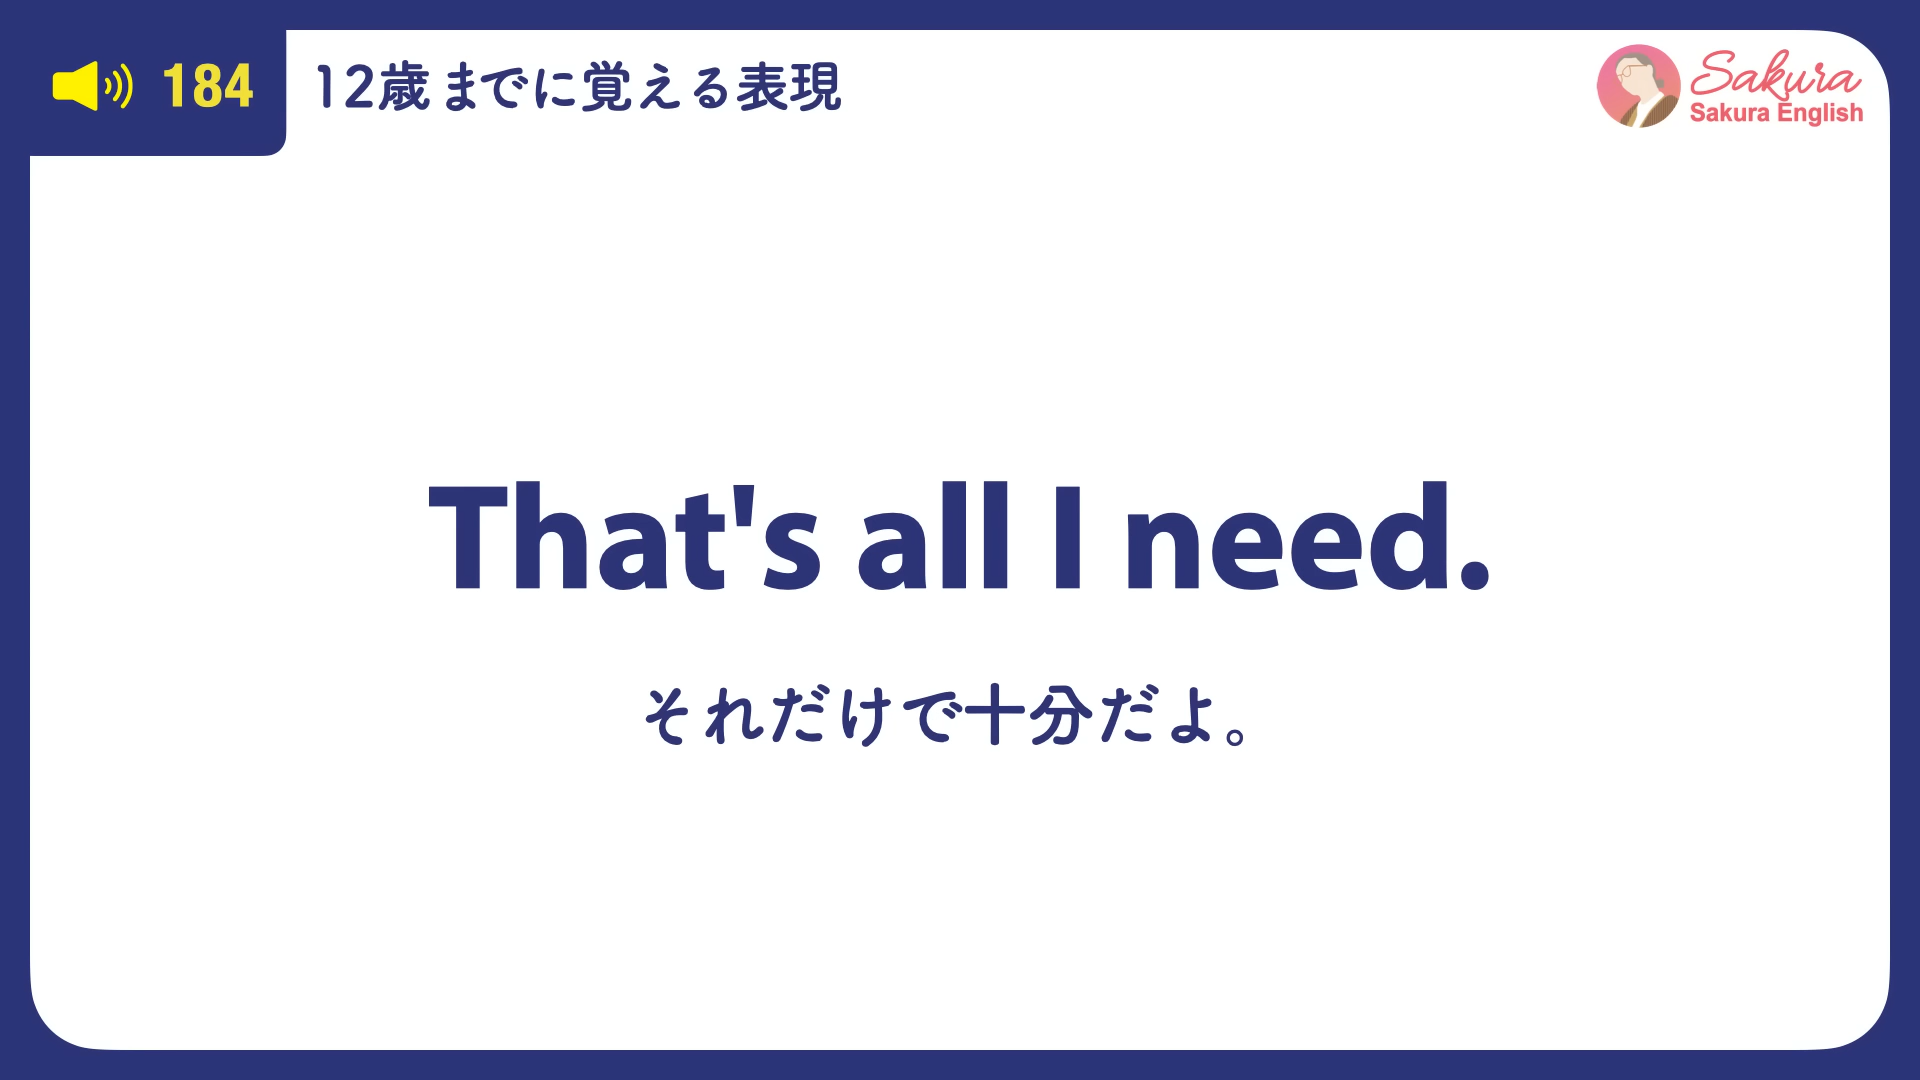 184
12歳までに覚える表現
Sakura
Sakura English
That's all I need.
それだけで十分だよ。